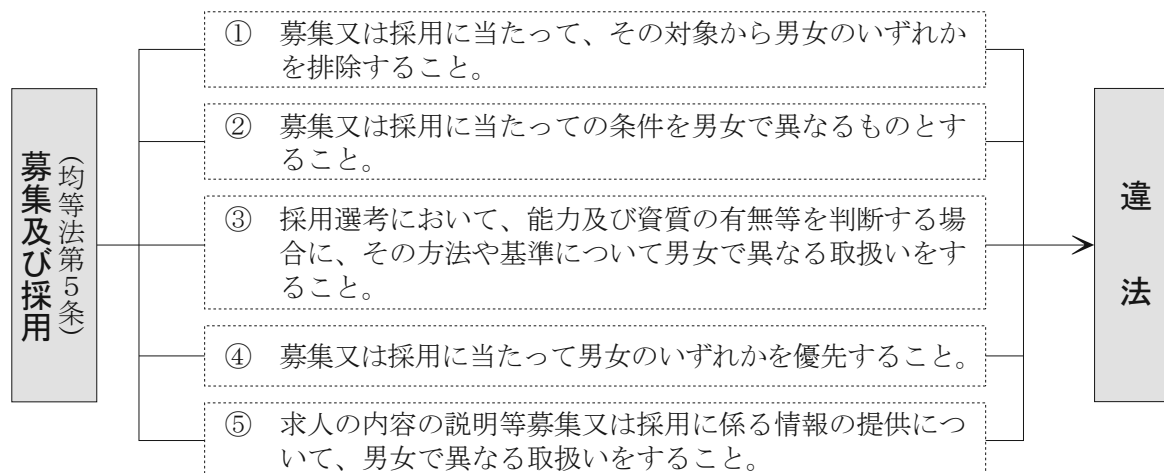 募集及び採用
（均等法第５条）
① 募集又は採用に当たって、その対象から男女のいずれか
を排除すること。
② 募集又は採用に当たっての条件を男女で異なるものとす
ること。
③ 採用選考において、能力及び資質の有無等を判断する場
合に、その方法や基準について男女で異なる取扱いをす
ること。
④ 募集又は採用に当たって男女のいずれかを優先すること。
⑤ 求人の内容の説明等募集又は採用に係る情報の提供につ
いて、男女で異なる取扱いをすること。
違法